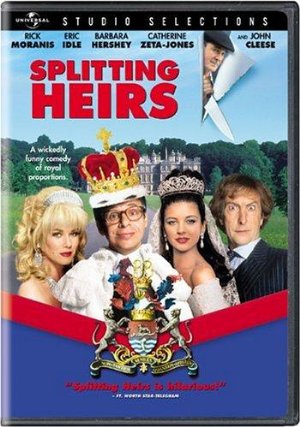 UNIVERSAL
STUDIO SELECTIONS
RICK MORANIS
ERIC IDLE
BARBARA HERSHEY
CATHERINE ZETA-JONES
AND JOHN CLEESE
SPLITTING
HEIRS
A wickedly
funny comedy
of royal
proportions.
"Splitting Heirs is hilarious!"
– FT. WORTH STAR-TELEGRAM